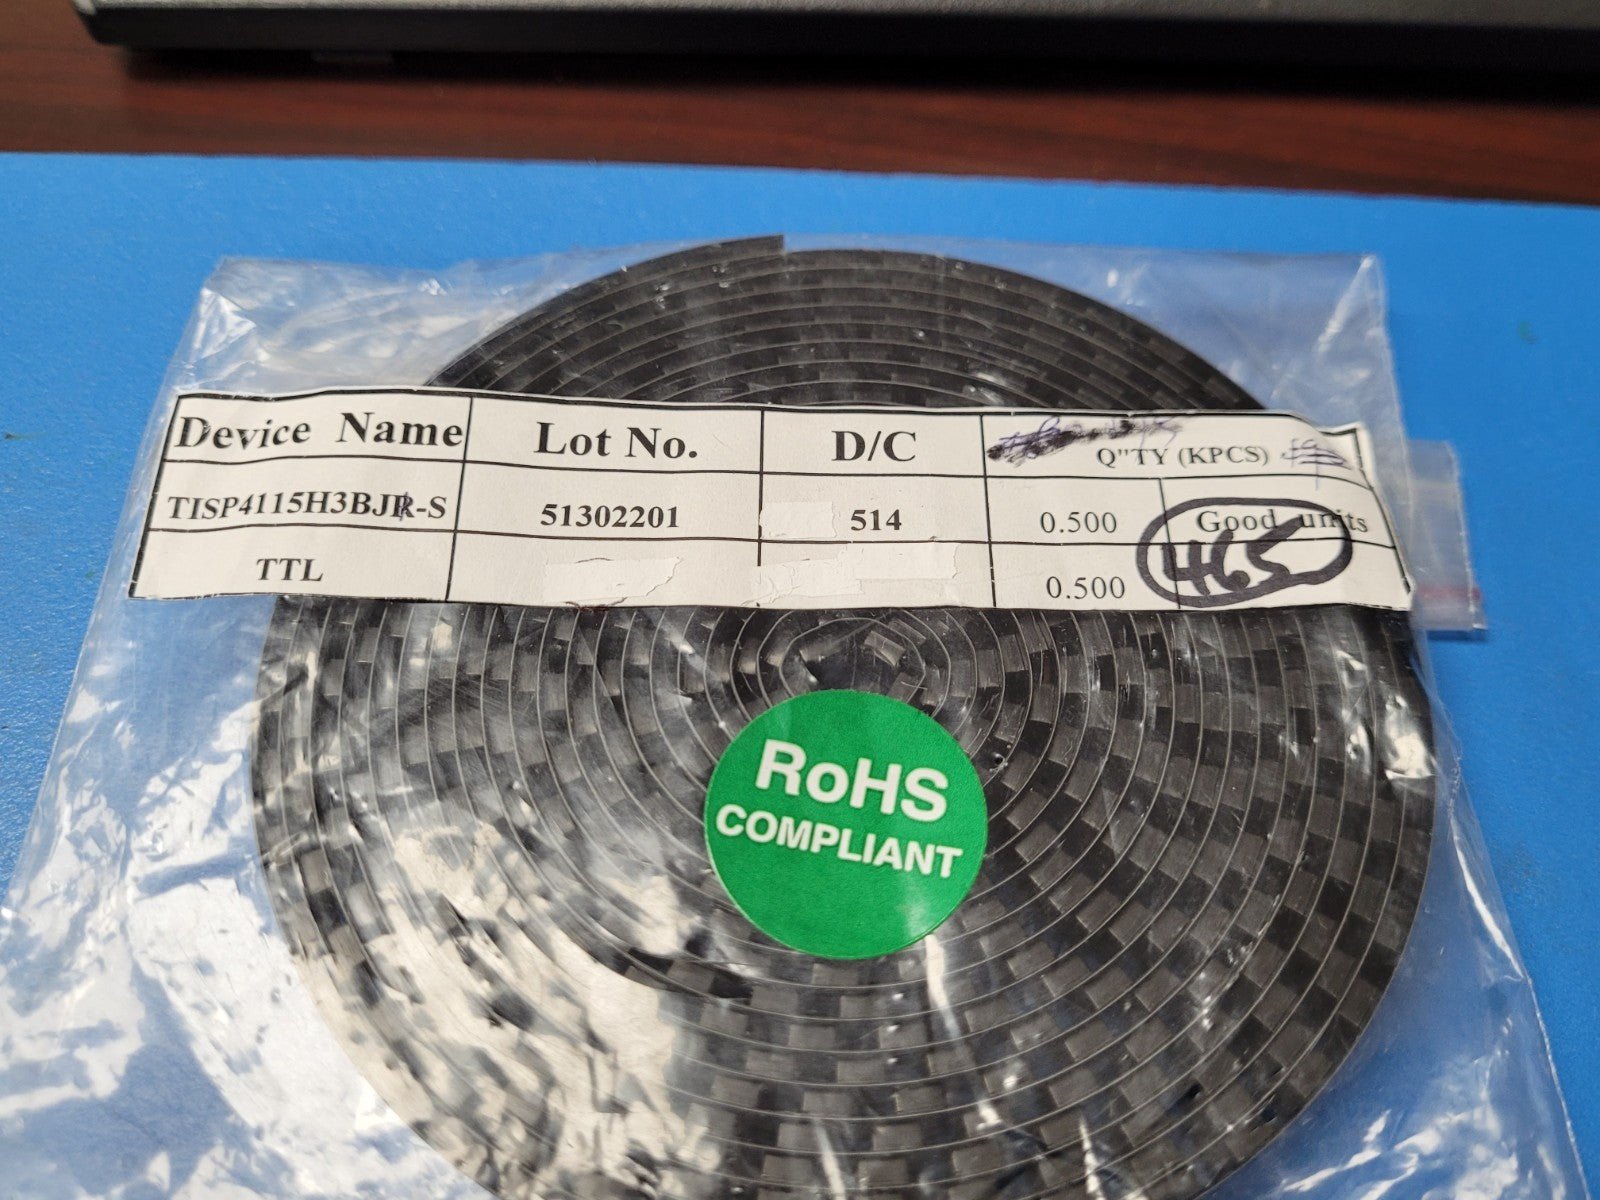 Device Name Lot No. D/C Q"TY (KPCS)
TISP4115H3BJR-S 51302201 514 0.500 Good units
TTL 0.500 465
RoHS
COMPLIANT